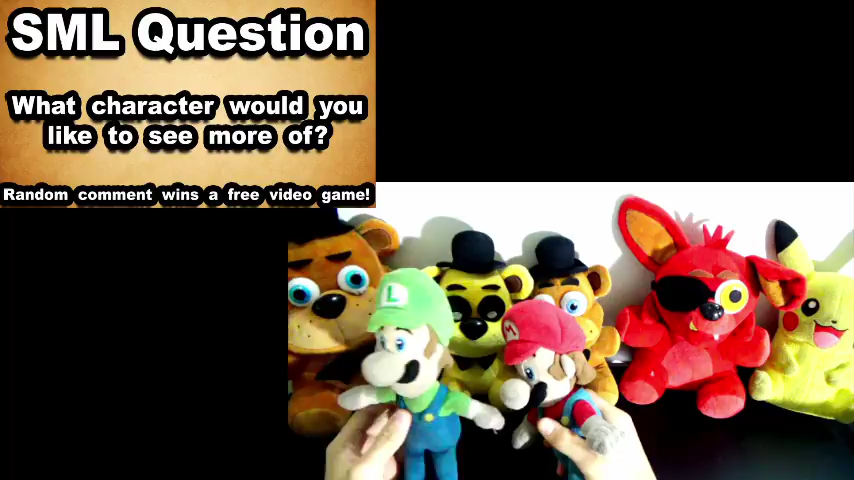 SML Question
What character would you
like to see more of?
Random comment wins a free video game!
L
M